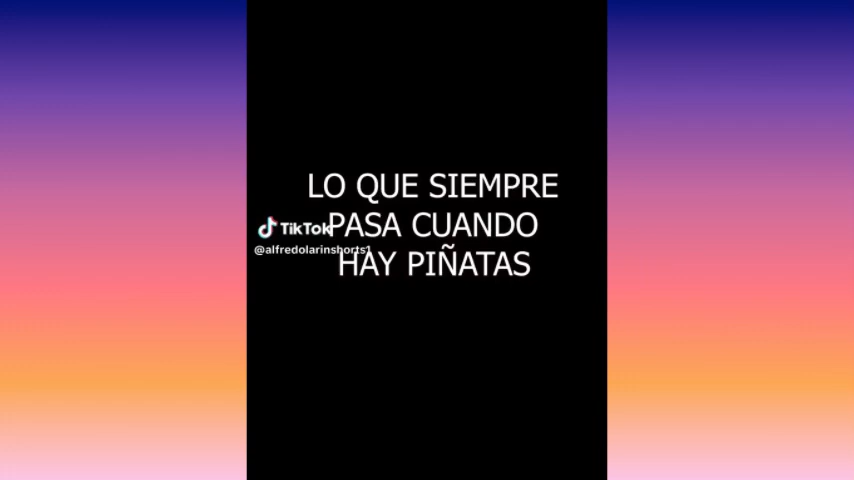 LO QUE SIEMPRE
TikTok
PASA CUANDO
@alfredolarinshorts1
HAY PIÑATAS